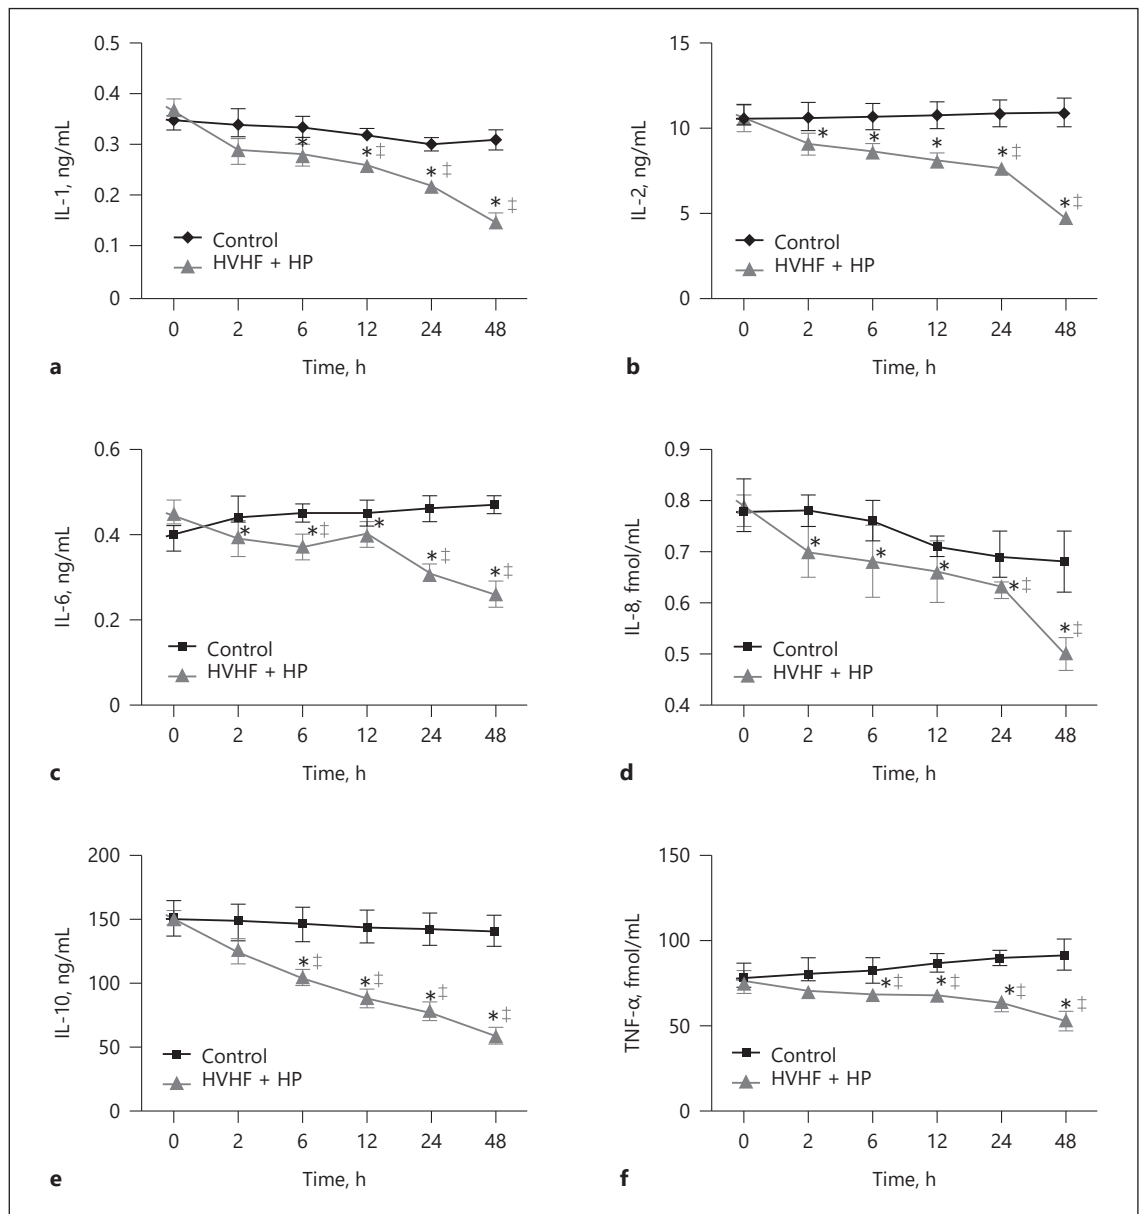 0.5
0.4
0.3
0.2
0.1
0
IL-1, ng/mL
* *‡ *‡ *‡
Control
HVHF + HP
0 2 6 12 24 48
Time, h
a
15
10
5
0
IL-2, ng/mL
* * * *‡ *‡
Control
HVHF + HP
0 2 6 12 24 48
Time, h
b
0.6
0.4
0.2
0
IL-6, ng/mL
* *‡ * *‡ *‡
Control
HVHF + HP
0 2 6 12 24 48
Time, h
c
0.9
0.8
0.7
0.6
0.5
0.4
IL-8, fmol/mL
* * * *‡ *‡
Control
HVHF + HP
0 2 6 12 24 48
Time, h
d
200
150
100
50
0
IL-10, ng/mL
*‡ *‡ *‡ *‡
Control
HVHF + HP
0 2 6 12 24 48
Time, h
e
150
100
50
0
TNF-α, fmol/mL
*‡ *‡ *‡ *‡
Control
HVHF + HP
0 2 6 12 24 48
Time, h
f